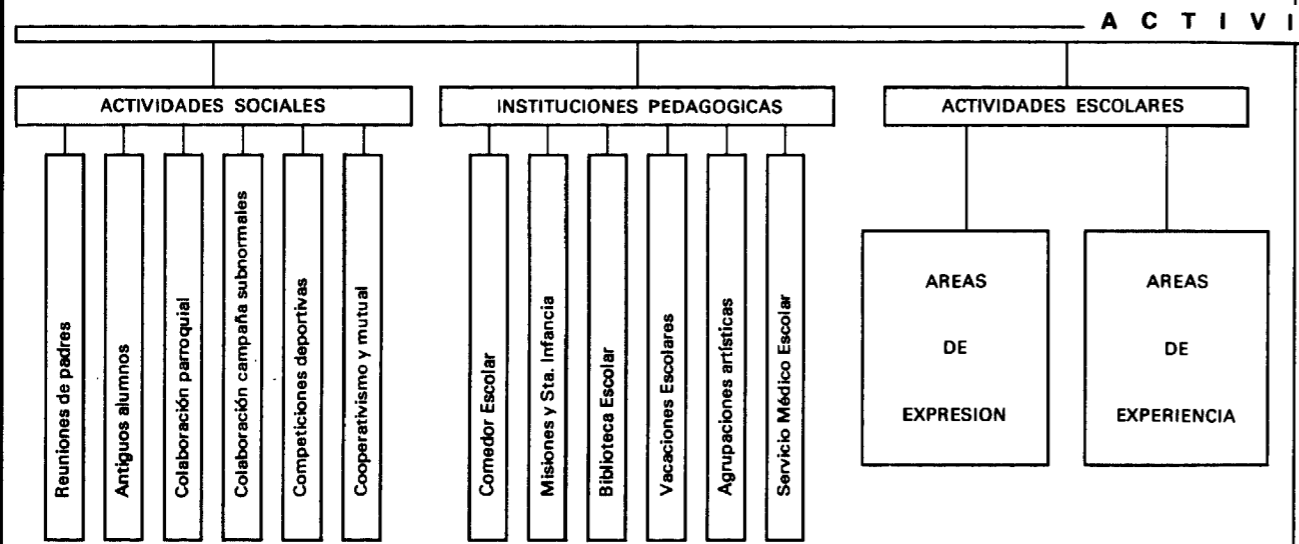 A C T I V I
ACTIVIDADES SOCIALES
Reuniones de padres
Antiguos alumnos
Colaboración parroquial
Colaboración campaña subnormales
Competiciones deportivas
Cooperativismo y mutual
INSTITUCIONES PEDAGOGICAS
Comedor Escolar
Misiones y Sta. Infancia
Biblioteca Escolar
Vacaciones Escolares
Agrupaciones artísticas
Servicio Médico Escolar
ACTIVIDADES ESCOLARES
AREAS
DE
EXPRESION
AREAS
DE
EXPERIENCIA